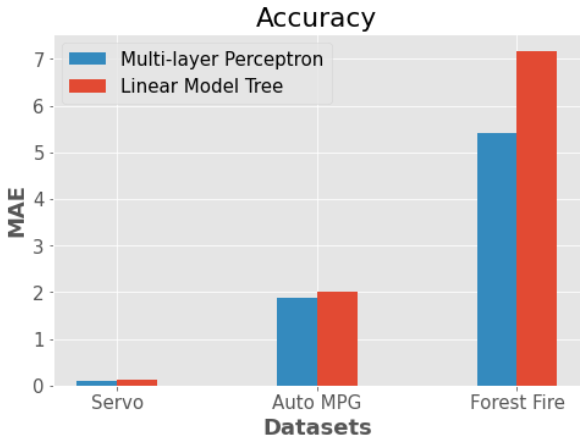 Accuracy
Multi-layer Perceptron
Linear Model Tree
MAE
7
6
5
4
3
2
1
0
Servo
Auto MPG
Forest Fire
Datasets